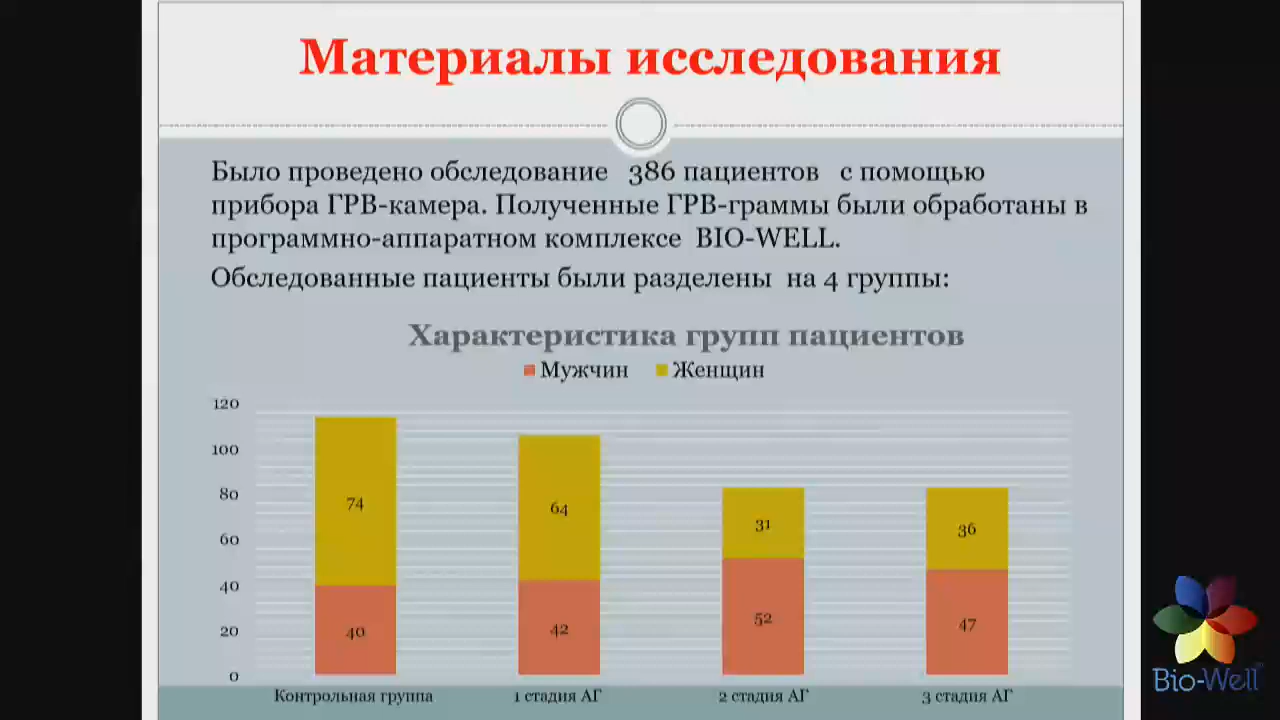 Материалы исследования
Было проведено обследование 386 пациентов с помощью
прибора ГРВ-камера. Полученные ГРВ-граммы были обработаны в
программно-аппаратном комплексе BIO-WELL.
Обследованные пациенты были разделены на 4 группы:
Характеристика групп пациентов
Мужчин Женщин
120
100
80
60
40
20
0
74
64
31
36
40
42
52
47
Контрольная группа 1 стадия АГ 2 стадия АГ 3 стадия АГ
Bio-Well